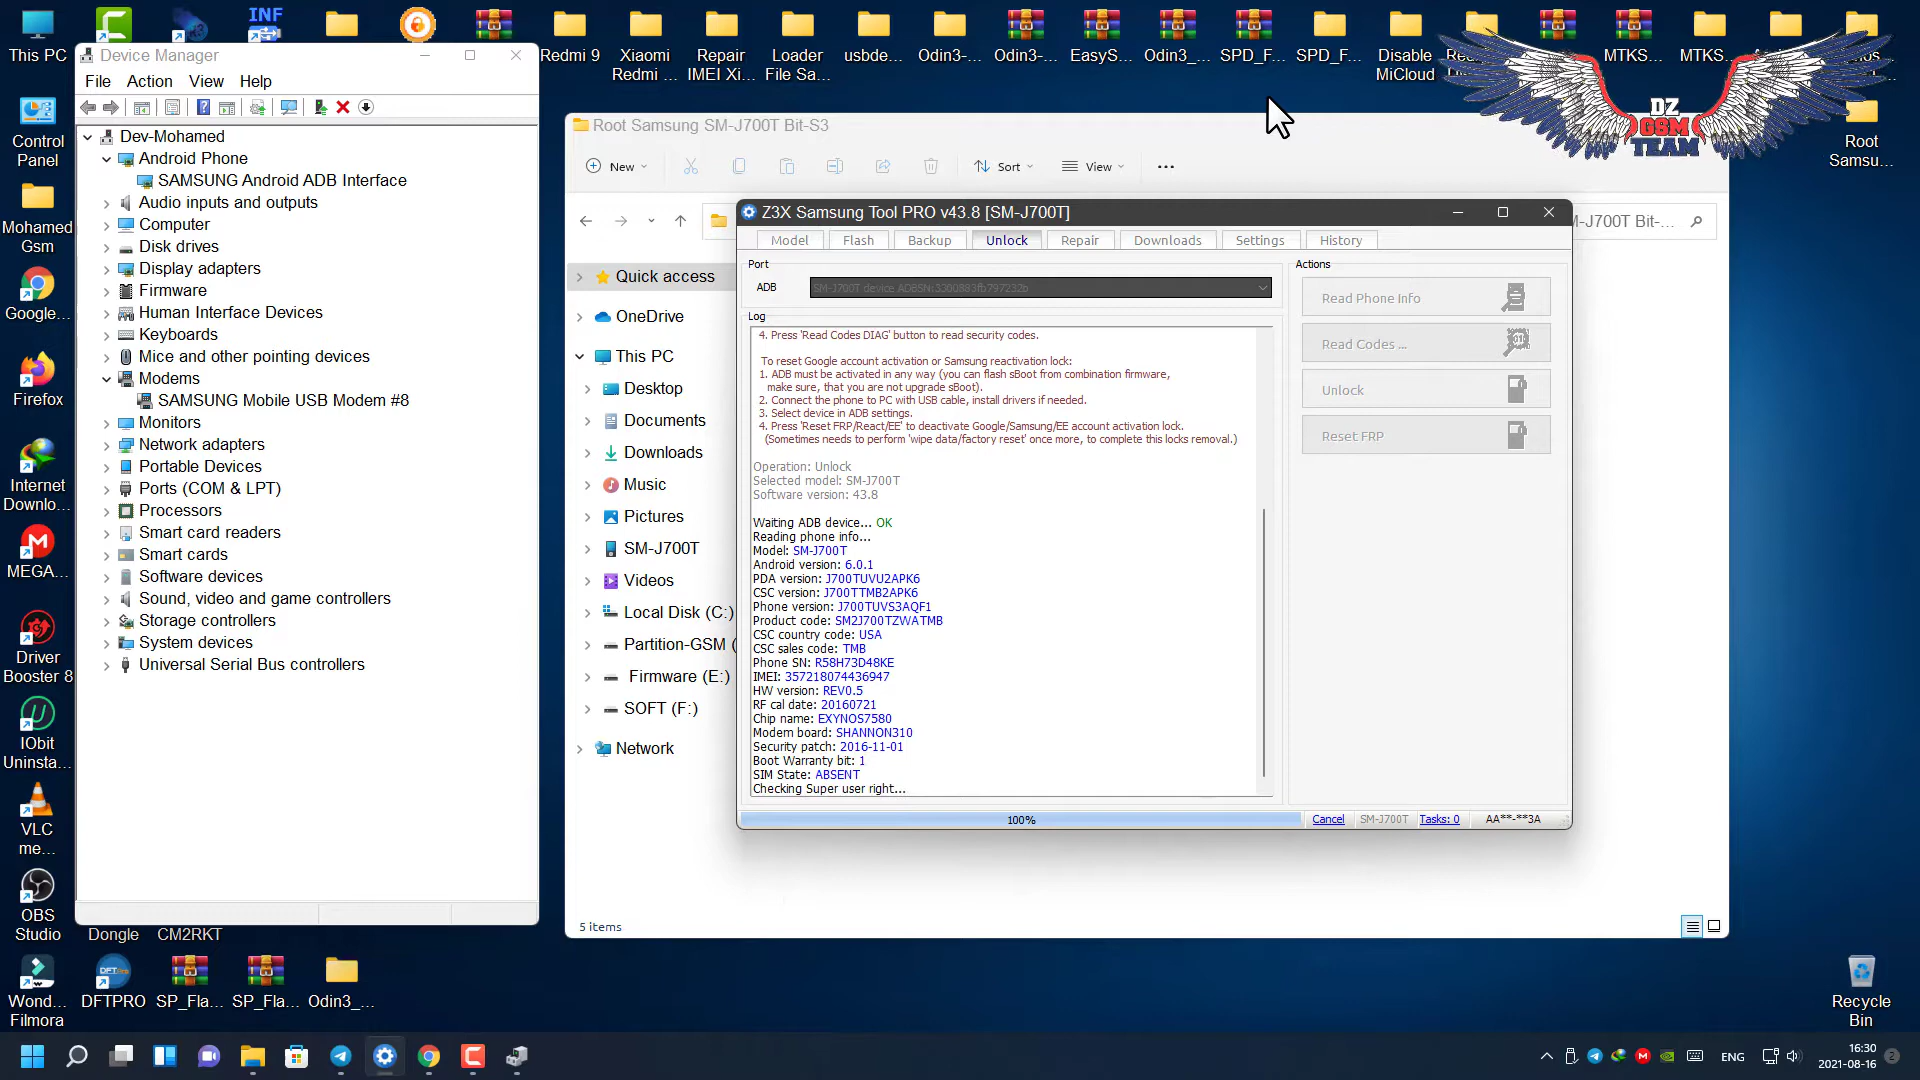 This PC
INF
Redmi 9
Xiaomi
Redmi ...
Repair
IMEI Xi...
Loader
File Sa...
usbde...
Odin3-...
Odin3-...
EasyS...
Odin3_...
SPD_F...
SPD_F...
Disable
MiCloud
MTKS...
MTKS...
DZ
GSM
TEAM
Root
Samsu...
Control
Panel
Mohamed
Gsm
Google...
Firefox
Internet
Downlo...
MEGA...
Driver
Booster 8
IObit
Uninsta...
VLC
me...
OBS
Studio
Dongle
CM2RKT
Wond...
Filmora
DFTPRO
SP_Fla...
SP_Fla...
Odin3_...
Recycle
Bin
Device Manager
File
Action
View
Help
Dev-Mohamed
Android Phone
SAMSUNG Android ADB Interface
Audio inputs and outputs
Computer
Disk drives
Display adapters
Firmware
Human Interface Devices
Keyboards
Mice and other pointing devices
Modems
SAMSUNG Mobile USB Modem #8
Monitors
Network adapters
Portable Devices
Ports (COM & LPT)
Processors
Smart card readers
Smart cards
Software devices
Sound, video and game controllers
Storage controllers
System devices
Universal Serial Bus controllers
Root Samsung SM-J700T Bit-S3
New
Sort
View
M-J700T Bit-...
Quick access
OneDrive
This PC
Desktop
Documents
Downloads
Music
Pictures
SM-J700T
Videos
Local Disk (C:)
Partition-GSM (
Firmware (E:)
SOFT (F:)
Network
5 items
Z3X Samsung Tool PRO v43.8 [SM-J700T]
Model
Flash
Backup
Unlock
Repair
Downloads
Settings
History
Port
ADB
SM-J700T device ADBSN:3300883fb797232b
Log
4. Press 'Read Codes DIAG' button to read security codes.
To reset Google account activation or Samsung reactivation lock:
1. ADB must be activated in any way (you can flash sBoot from combination firmware,
make sure, that you are not upgrade sBoot).
2. Connect the phone to PC with USB cable, install drivers if needed.
3. Select device in ADB settings.
4. Press 'Reset FRP/React/EE' to deactivate Google/Samsung/EE account activation lock.
(Sometimes needs to perform 'wipe data/factory reset' once more, to complete this locks removal.)
Operation: Unlock
Selected model: SM-J700T
Software version: 43.8
Waiting ADB device... OK
Reading phone info...
Model: SM-J700T
Android version: 6.0.1
PDA version: J700TUVU2APK6
CSC version: J700TTMB2APK6
Phone version: J700TUVS3AQF1
Product code: SM2J700TZWATMB
CSC country code: USA
CSC sales code: TMB
Phone SN: R58H73D48KE
IMEI: 357218074436947
HW version: REV0.5
RF cal date: 20160721
Chip name: EXYNOS7580
Modem board: SHANNON310
Security patch: 2016-11-01
Boot Warranty bit: 1
SIM State: ABSENT
Checking Super user right...
Actions
Read Phone Info
Read Codes ...
Unlock
Reset FRP
100%
Cancel
SM-J700T
Tasks: 0
AA**-**3A
ENG
16:30
2021-08-16
2